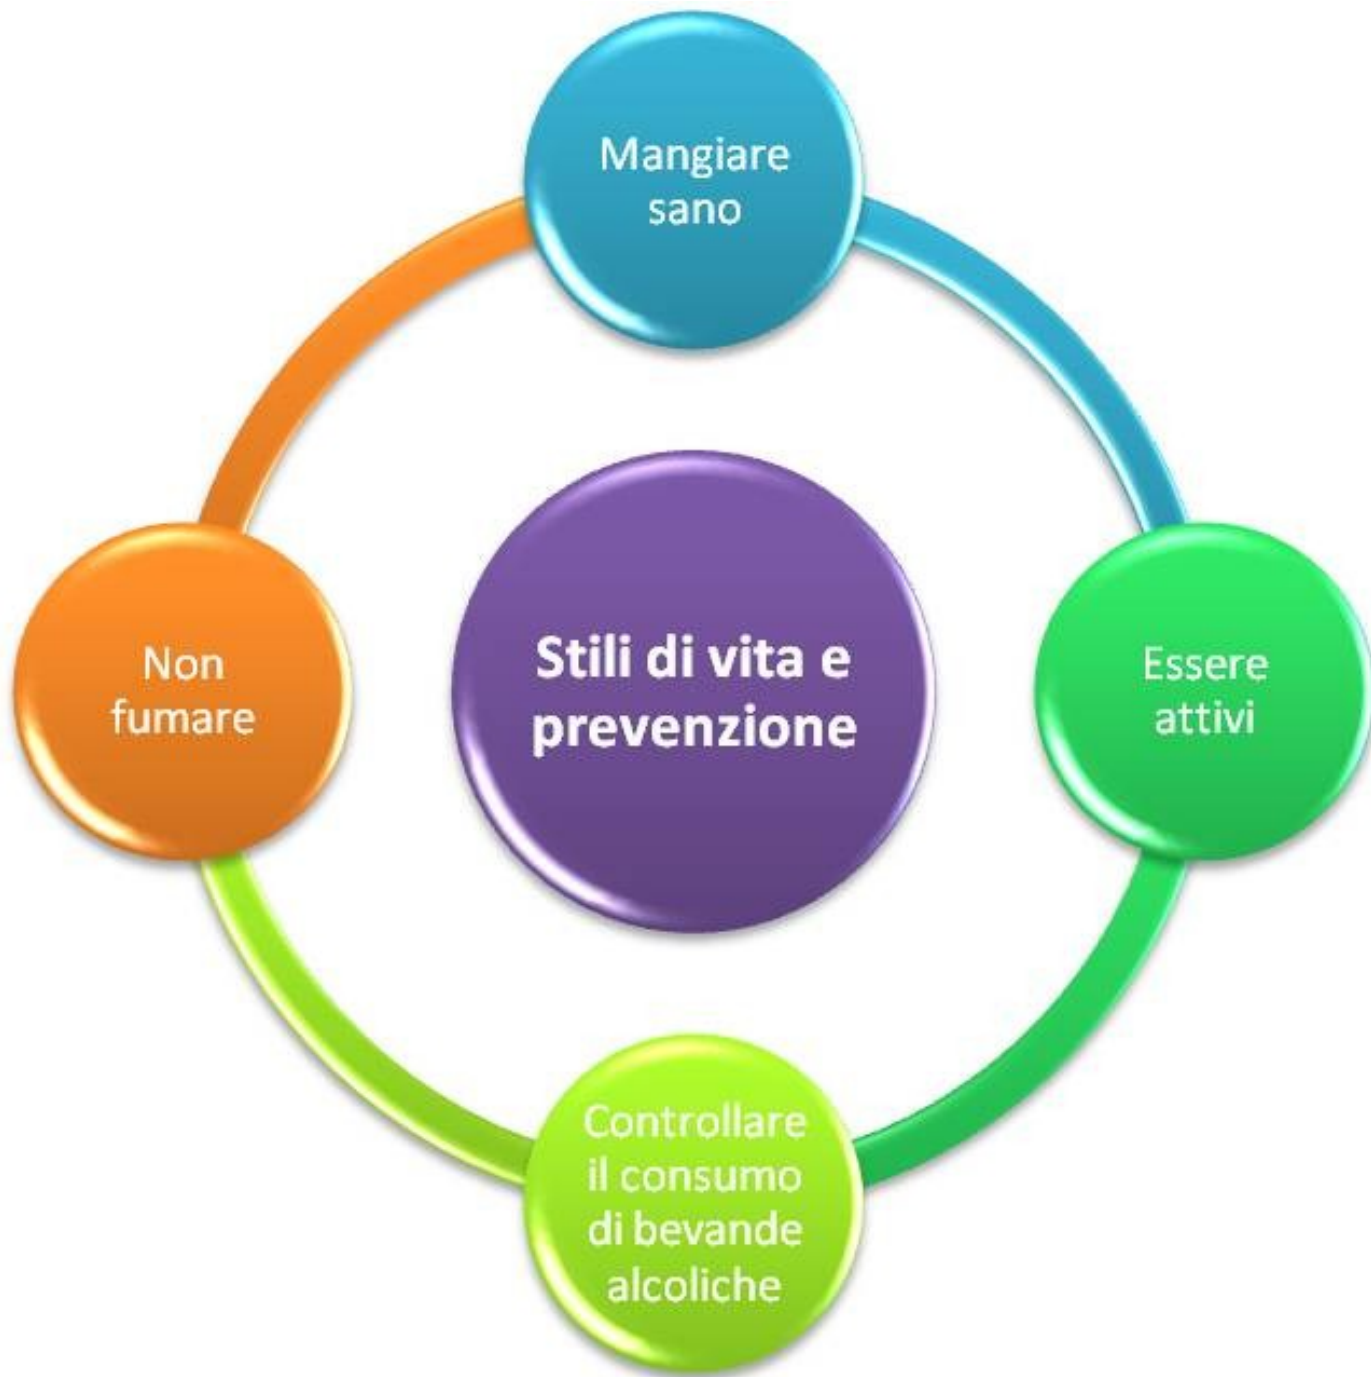 Mangiare
sano
Stili di vita e
prevenzione
Essere
attivi
Controllare
il consumo
di bevande
alcoliche
Non
fumare